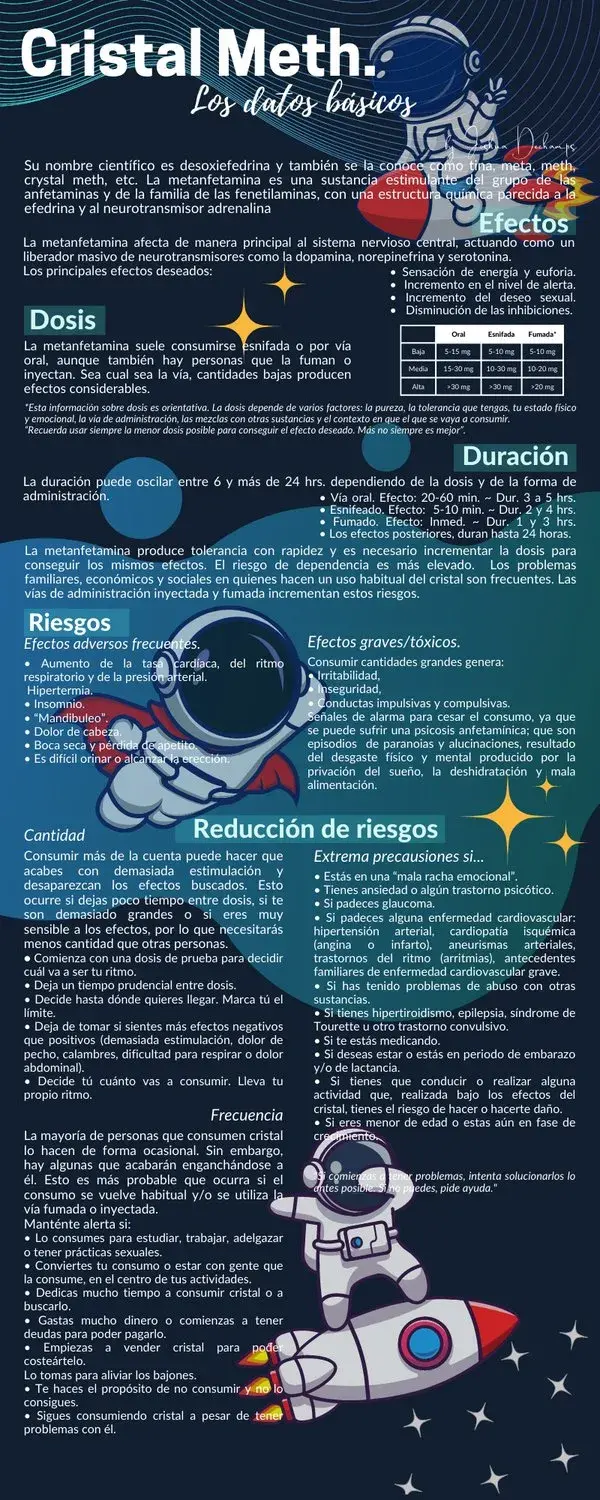 Cristal Meth.
Los datos básicos
by Joshua Dechamps
Su nombre científico es desoxiefedrina y también se la conoce como tina, meta, meth,
crystal meth, etc. La metanfetamina es una sustancia estimulante del grupo de las
anfetaminas y de la familia de las fenetilaminas, con una estructura química parecida a la
efedrina y al neurotransmisor adrenalina
Efectos
La metanfetamina afecta de manera principal al sistema nervioso central, actuando como un
liberador masivo de neurotransmisores como la dopamina, norepinefrina y serotonina.
Los principales efectos deseados:
• Sensación de energía y euforia.
• Incremento en el nivel de alerta.
• Incremento del deseo sexual.
• Disminución de las inhibiciones.
Dosis
La metanfetamina suele consumirse esnifada o por vía
oral, aunque también hay personas que la fuman o
inyectan. Sea cual sea la vía, cantidades bajas producen
efectos considerables.
Oral Esnifada Fumada*
Baja 5-15 mg 5-10 mg 5-10 mg
Media 15-30 mg 10-30 mg 10-20 mg
Alta >30 mg >30 mg >20 mg
*Esta información sobre dosis es orientativa. La dosis depende de varios factores: la pureza, la tolerancia que tengas, tu estado físico
y emocional, la vía de administración, las mezclas con otras sustancias y el contexto en que el que se vaya a consumir.
"Recuerda usar siempre la menor dosis posible para conseguir el efecto deseado. Mas no siempre es mejor".
Duración
La duración puede oscilar entre 6 y más de 24 hrs. dependiendo de la dosis y de la forma de
administración.
• Vía oral. Efecto: 20-60 min. ~ Dur. 3 a 5 hrs.
• Esnifeado. Efecto: 5-10 min. ~ Dur. 2 y 4 hrs.
• Fumado. Efecto: Inmed. ~ Dur. 1 y 3 hrs.
• Los efectos posteriores, duran hasta 24 horas.
La metanfetamina produce tolerancia con rapidez y es necesario incrementar la dosis para
conseguir los mismos efectos. El riesgo de dependencia es más elevado. Los problemas
familiares, económicos y sociales en quienes hacen un uso habitual del cristal son frecuentes. Las
vías de administración inyectada y fumada incrementan estos riesgos.
Riesgos
Efectos adversos frecuentes.
• Aumento de la tasa cardíaca, del ritmo
respiratorio y de la presión arterial.
Hipertermia.
• Insomnio.
• "Mandibuleo".
• Dolor de cabeza.
• Boca seca y pérdida de apetito.
• Es difícil orinar o alcanzar la erección.
Efectos graves/tóxicos.
Consumir cantidades grandes genera:
• Irritabilidad,
• Inseguridad,
• Conductas impulsivas y compulsivas.
Señales de alarma para cesar el consumo, ya que
se puede sufrir una psicosis anfetamínica; que son
episodios de paranoias y alucinaciones, resultado
del desgaste físico y mental producido por la
privación del sueño, la deshidratación y mala
alimentación.
Reducción de riesgos
Cantidad
Consumir más de la cuenta puede hacer que
acabes con demasiada estimulación y
desaparezcan los efectos buscados. Esto
ocurre si dejas poco tiempo entre dosis, si te
son demasiado grandes o si eres muy
sensible a los efectos, por lo que necesitarás
menos cantidad que otras personas.
• Comienza con una dosis de prueba para decidir
cuál va a ser tu ritmo.
• Deja un tiempo prudencial entre dosis.
• Decide hasta dónde quieres llegar. Marca tú el
límite.
• Deja de tomar si sientes más efectos negativos
que positivos (demasiada estimulación, dolor de
pecho, calambres, dificultad para respirar o dolor
abdominal).
• Decide tú cuánto vas a consumir. Lleva tu
propio ritmo.
Frecuencia
La mayoría de personas que consumen cristal
lo hacen de forma ocasional. Sin embargo,
hay algunas que acabarán enganchándose a
él. Esto es más probable que ocurra si el
consumo se vuelve habitual y/o se utiliza la
vía fumada o inyectada.
Manténte alerta si:
• Lo consumes para estudiar, trabajar, adelgazar
o tener prácticas sexuales.
• Conviertes tu consumo o estar con gente que
la consume, en el centro de tus actividades.
• Dedicas mucho tiempo a consumir cristal o a
buscarlo.
• Gastas mucho dinero o comienzas a tener
deudas para poder pagarlo.
• Empiezas a vender cristal para poder
costeártelo.
Lo tomas para aliviar los bajones.
• Te haces el propósito de no consumir y no lo
consigues.
• Sigues consumiendo cristal a pesar de tener
problemas con él.
Extrema precauciones si...
• Estás en una "mala racha emocional".
• Tienes ansiedad o algún trastorno psicótico.
• Si padeces glaucoma.
• Si padeces alguna enfermedad cardiovascular:
hipertensión arterial, cardiopatía isquémica
(angina o infarto), aneurismas arteriales,
trastornos del ritmo (arritmias), antecedentes
familiares de enfermedad cardiovascular grave.
• Si has tenido problemas de abuso con otras
sustancias.
• Si tienes hipertiroidismo, epilepsia, síndrome de
Tourette u otro trastorno convulsivo.
• Si te estás medicando.
• Si deseas estar o estás en periodo de embarazo
y/o de lactancia.
• Si tienes que conducir o realizar alguna
actividad que, realizada bajo los efectos del
cristal, tienes el riesgo de hacer o hacerte daño.
• Si eres menor de edad o estas aún en fase de
crecimiento.
"Si comienzas a tener problemas, intenta solucionarlos lo
antes posible. Si no puedes, pide ayuda."